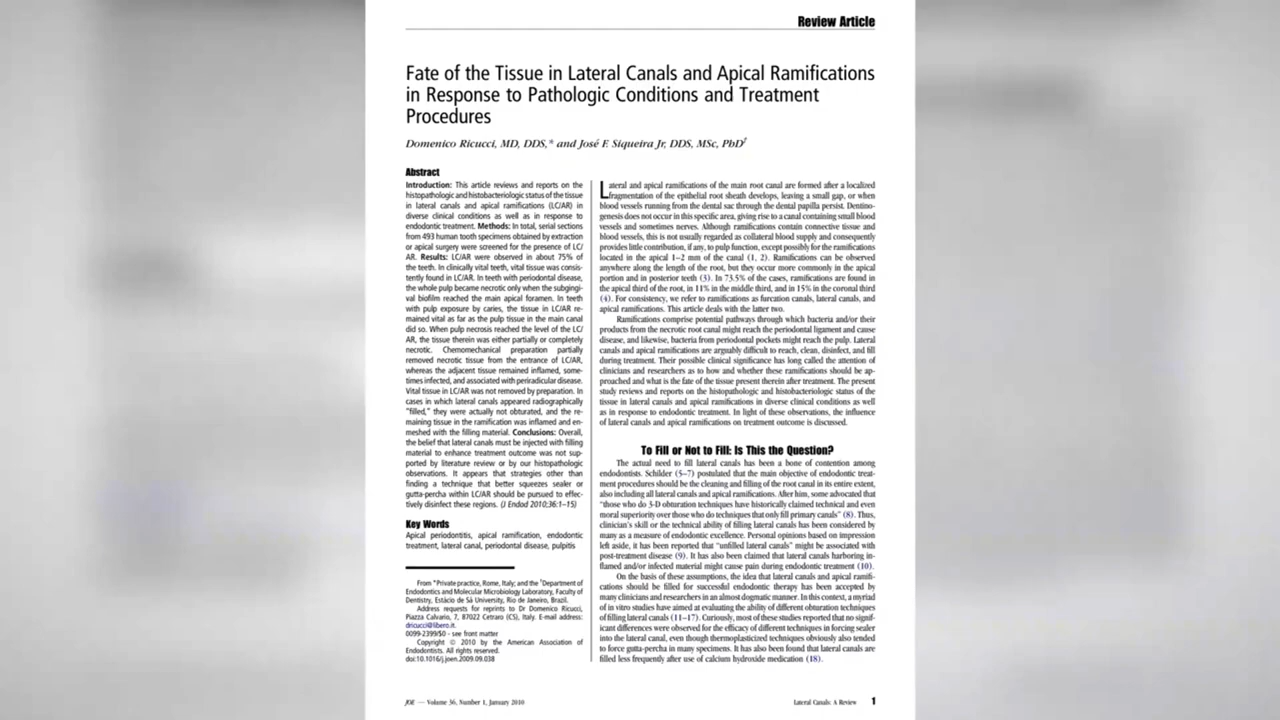 Review Article
Fate of the Tissue in Lateral Canals and Apical Ramifications
in Response to Pathologic Conditions and Treatment
Procedures
Domenico Ricucci, MD, DDS,* and José F. Siqueira Jr, DDS, MSc, PhD†
Abstract
Introduction: This article reviews and reports on the
histopathologic and histobacteriologic status of the tissue
in lateral canals and apical ramifications (LC/AR) in
diverse clinical conditions as well as in response to
endodontic treatment. Methods: In total, serial sections
from 493 human tooth specimens obtained by extraction
or apical surgery were screened for the presence of LC/
AR. Results: LC/AR were observed in about 75% of
the teeth. In clinically vital teeth, vital tissue was consis-
tently found in LC/AR. In teeth with periodontal disease,
the whole pulp became necrotic only when the subgingi-
val biofilm reached the main apical foramen. In teeth
with pulp exposure by caries, the tissue in LC/AR re-
mained vital as far as the pulp tissue in the main canal
did so. When pulp necrosis reached the level of the LC/
AR, the tissue therein was either partially or completely
necrotic. Chemomechanical preparation partially
removed necrotic tissue from the entrance of LC/AR,
whereas the adjacent tissue remained inflamed, some-
times infected, and associated with periradicular disease.
Vital tissue in LC/AR was not removed by preparation. In
cases in which lateral canals appeared radiographically
"filled," they were actually not obturated, and the re-
maining tissue in the ramification was inflamed and en-
meshed with the filling material. Conclusions: Overall,
the belief that lateral canals must be injected with filling
material to enhance treatment outcome was not sup-
ported by literature review or by our histopathologic
observations. It appears that strategies other than
finding a technique that better squeezes sealer or
gutta-percha within LC/AR should be pursued to effec-
tively disinfect these regions. (J Endod 2010;36:1–15)
Key Words
Apical periodontitis, apical ramification, endodontic
treatment, lateral canal, periodontal disease, pulpitis
From *Private practice, Rome, Italy; and the †Department of
Endodontics and Molecular Microbiology Laboratory, Faculty of
Dentistry, Estácio de Sá University, Rio de Janeiro, Brazil.
Address requests for reprints to Dr Domenico Ricucci,
Piazza Calvario, 7, 87022 Cetraro (CS), Italy. E-mail address:
dricucci@libero.it.
0099-2399/$0 - see front matter
Copyright © 2010 by the American Association of
Endodontists. All rights reserved.
doi:10.1016/j.joen.2009.09.038
Lateral and apical ramifications of the main root canal are formed after a localized
fragmentation of the epithelial root sheath develops, leaving a small gap, or when
blood vessels running from the dental sac through the dental papilla persist. Dentino-
genesis does not occur in this specific area, giving rise to a canal containing small blood
vessels and sometimes nerves. Although ramifications contain connective tissue and
blood vessels, this is not usually regarded as collateral blood supply and consequently
provides little contribution, if any, to pulp function, except possibly for the ramifications
located in the apical 1–2 mm of the canal (1, 2). Ramifications can be observed
anywhere along the length of the root, but they occur more commonly in the apical
portion and in posterior teeth (3). In 73.5% of the cases, ramifications are found in
the apical third of the root, in 11% in the middle third, and in 15% in the coronal third
(4). For consistency, we refer to ramifications as furcation canals, lateral canals, and
apical ramifications. This article deals with the latter two.
Ramifications comprise potential pathways through which bacteria and/or their
products from the necrotic root canal might reach the periodontal ligament and cause
disease, and likewise, bacteria from periodontal pockets might reach the pulp. Lateral
canals and apical ramifications are arguably difficult to reach, clean, disinfect, and fill
during treatment. Their possible clinical significance has long called the attention of
clinicians and researchers as to how and whether these ramifications should be ap-
proached and what is the fate of the tissue present therein after treatment. The present
study reviews and reports on the histopathologic and histobacteriologic status of the
tissue in lateral canals and apical ramifications in diverse clinical conditions as well
as in response to endodontic treatment. In light of these observations, the influence
of lateral canals and apical ramifications on treatment outcome is discussed.
To Fill or Not to Fill: Is This the Question?
The actual need to fill lateral canals has been a bone of contention among
endodontists. Schilder (5–7) postulated that the main objective of endodontic treat-
ment procedures should be the cleaning and filling of the root canal in its entire extent,
also including all lateral canals and apical ramifications. After him, some advocated that
"those who do 3-D obturation techniques have historically claimed technical and even
moral superiority over those who do techniques that only fill primary canals" (8). Thus,
clinician's skill or the technical ability of filling lateral canals has been considered by
many as a measure of endodontic excellence. Personal opinions based on impression
left aside, it has been reported that "unfilled lateral canals" might be associated with
post-treatment disease (9). It has also been claimed that lateral canals harboring in-
flamed and/or infected material might cause pain during endodontic treatment (10).
On the basis of these assumptions, the idea that lateral canals and apical ramifi-
cations should be filled for successful endodontic therapy has been accepted by
many clinicians and researchers in an almost dogmatic manner. In this context, a myriad
of in vitro studies have aimed at evaluating the ability of different obturation techniques
of filling lateral canals (11–17). Curiously, most of these studies reported that no signif-
icant differences were observed for the efficacy of different techniques in forcing sealer
into the lateral canal, even though thermoplasticized techniques obviously also tended
to force gutta-percha in many specimens. It has also been found that lateral canals are
filled less frequently after use of calcium hydroxide medication (18).
JOE — Volume 36, Number 1, January 2010
Lateral Canals: A Review 1